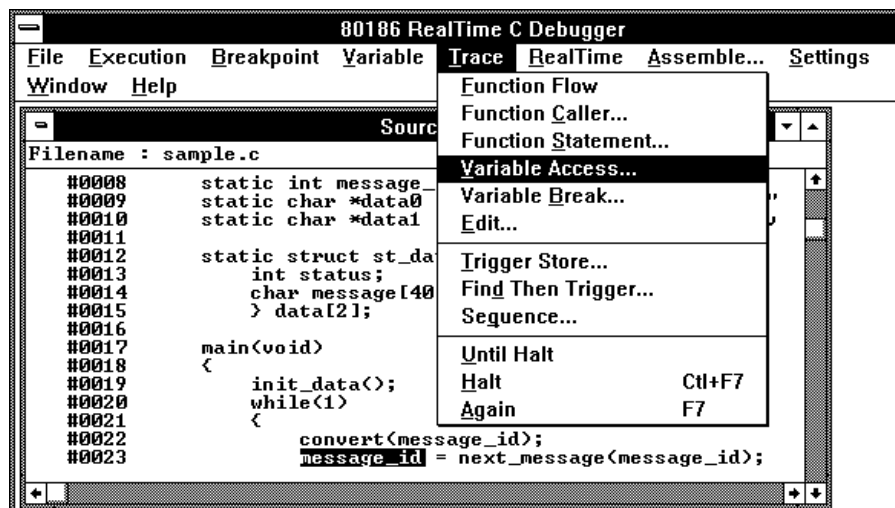 80186 RealTime C Debugger
File Execution Breakpoint Variable Trace RealTime Assemble... Settings
Window Help
Function Flow
Function Caller...
Function Statement...
Variable Access...
Variable Break...
Edit...
Trigger Store...
Find Then Trigger...
Sequence...
Until Halt
Halt Ctl+F7
Again F7
Sourc
Filename : sample.c
#0008 static int message_
#0009 static char *data0 "
#0010 static char *data1
#0011
#0012 static struct st_da
#0013 int status;
#0014 char message[40
#0015 } data[2];
#0016
#0017 main(void)
#0018 {
#0019 init_data();
#0020 while(1)
#0021 {
#0022 convert(message_id);
#0023 message_id = next_message(message_id);